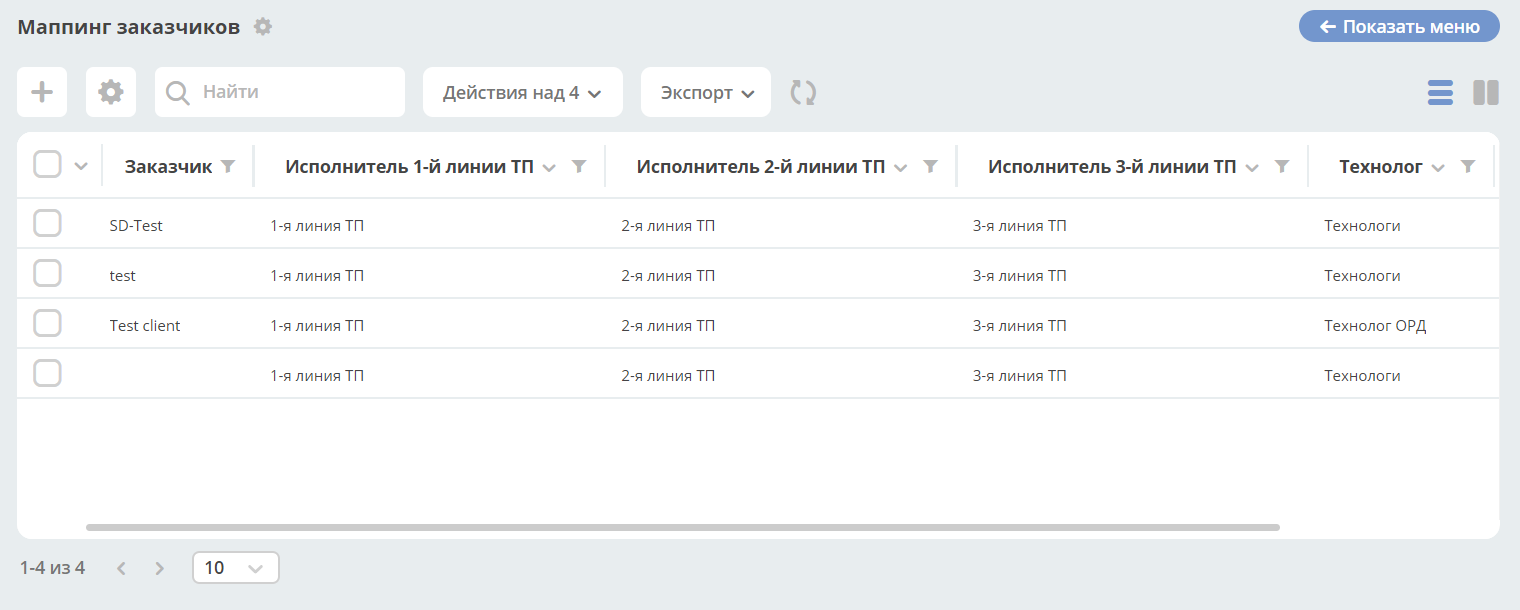 Маппинг заказчиков
Показать меню
Найти
Действия над 4
Экспорт
Заказчик Исполнитель 1-й линии ТП Исполнитель 2-й линии ТП Исполнитель 3-й линии ТП Технолог
SD-Test 1-я линия ТП 2-я линия ТП 3-я линия ТП Технологи
test 1-я линия ТП 2-я линия ТП 3-я линия ТП Технологи
Test client 1-я линия ТП 2-я линия ТП 3-я линия ТП Технолог ОРД
1-я линия ТП 2-я линия ТП 3-я линия ТП Технологи
1-4 из 4 10